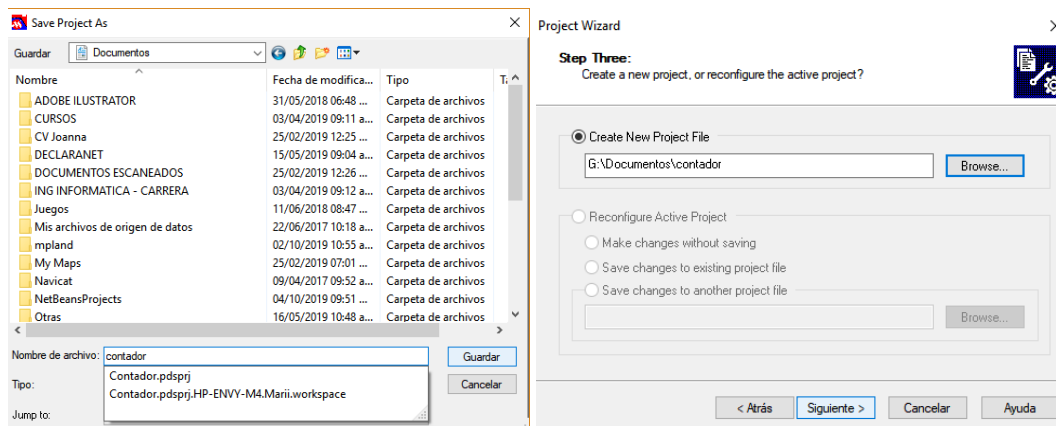 Save Project As
Guardar Documentos
Nombre Fecha de modifica... Tipo T;
ADOBE ILUSTRATOR 31/05/2018 06:48 ... Carpeta de archivos
CURSOS 03/04/2019 09:11 a... Carpeta de archivos
CV Joanna 25/02/2019 12:25 ... Carpeta de archivos
DECLARANET 15/05/2019 09:04 a... Carpeta de archivos
DOCUMENTOS ESCANEADOS 25/02/2019 12:26 ... Carpeta de archivos
ING INFORMATICA - CARRERA 03/04/2019 09:12 a... Carpeta de archivos
Juegos 11/06/2018 08:47 ... Carpeta de archivos
Mis archivos de origen de datos 22/06/2017 10:18 a... Carpeta de archivos
mpland 02/10/2019 10:55 a... Carpeta de archivos
My Maps 25/02/2019 07:01 ... Carpeta de archivos
Navicat 09/04/2017 09:52 a... Carpeta de archivos
NetBeansProjects 04/10/2019 09:51 ... Carpeta de archivos
Otras 16/05/2019 10:48 a... Carpeta de archivos
Nombre de archivo: contador Guardar
Contador.pdsprj
Tipo: Cancelar
Contador.pdsprj.HP-ENVY-M4.Marii.workspace
Jump to:
Project Wizard
Step Three:
Create a new project, or reconfigure the active project?
Create New Project File
G:\Documentos\contador Browse...
Reconfigure Active Project
Make changes without saving
Save changes to existing project file
Save changes to another project file
Browse...
< Atrás Siguiente > Cancelar Ayuda